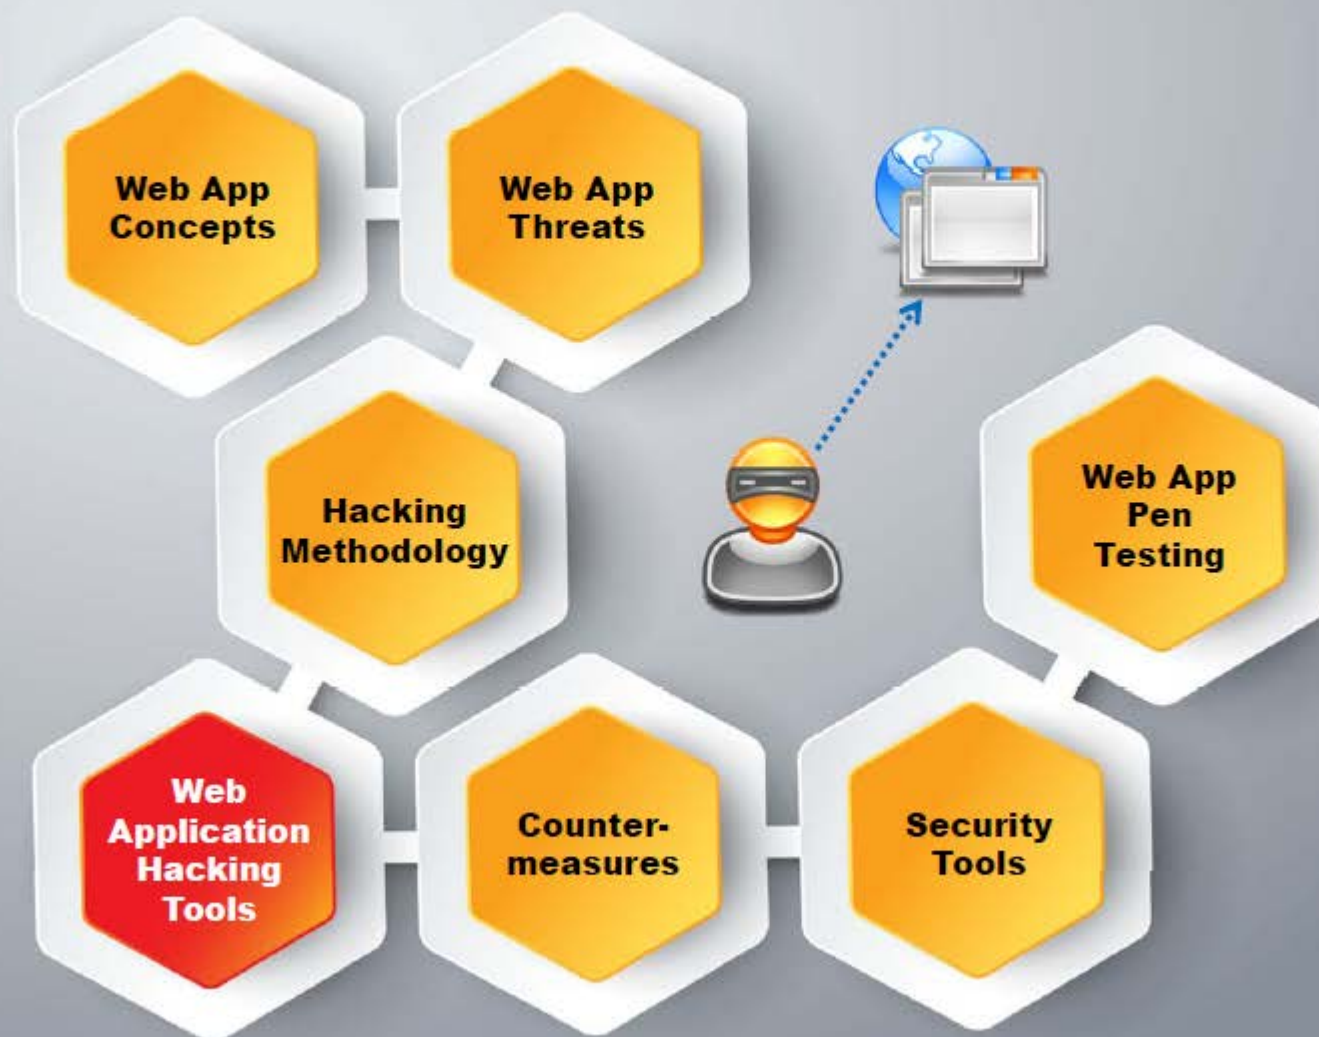 Web App
Concepts
Web App
Threats
Hacking
Methodology
Web
Application
Hacking
Tools
Counter-
measures
Security
Tools
Web App
Pen
Testing